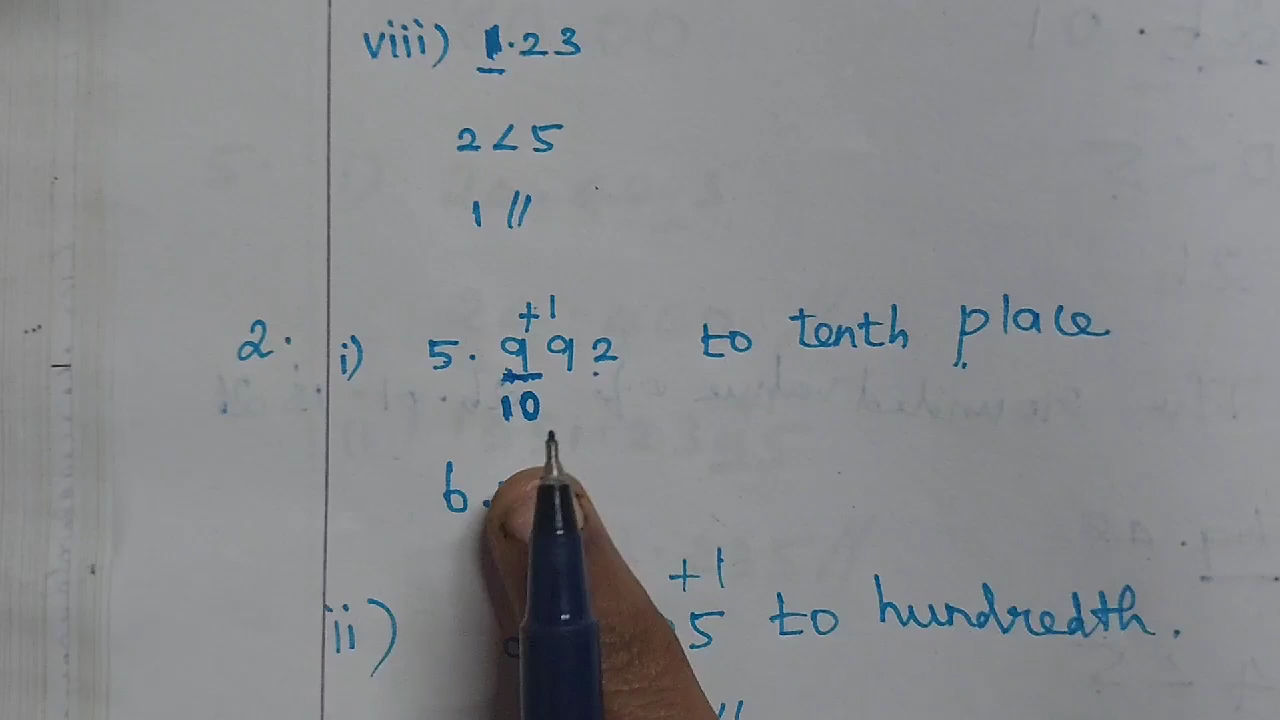 viii) 1.23
2 < 5
1 //
+1
2. i) 5.992 to tenth place
10
6.
+1
ii) 5 to hundredth.
//